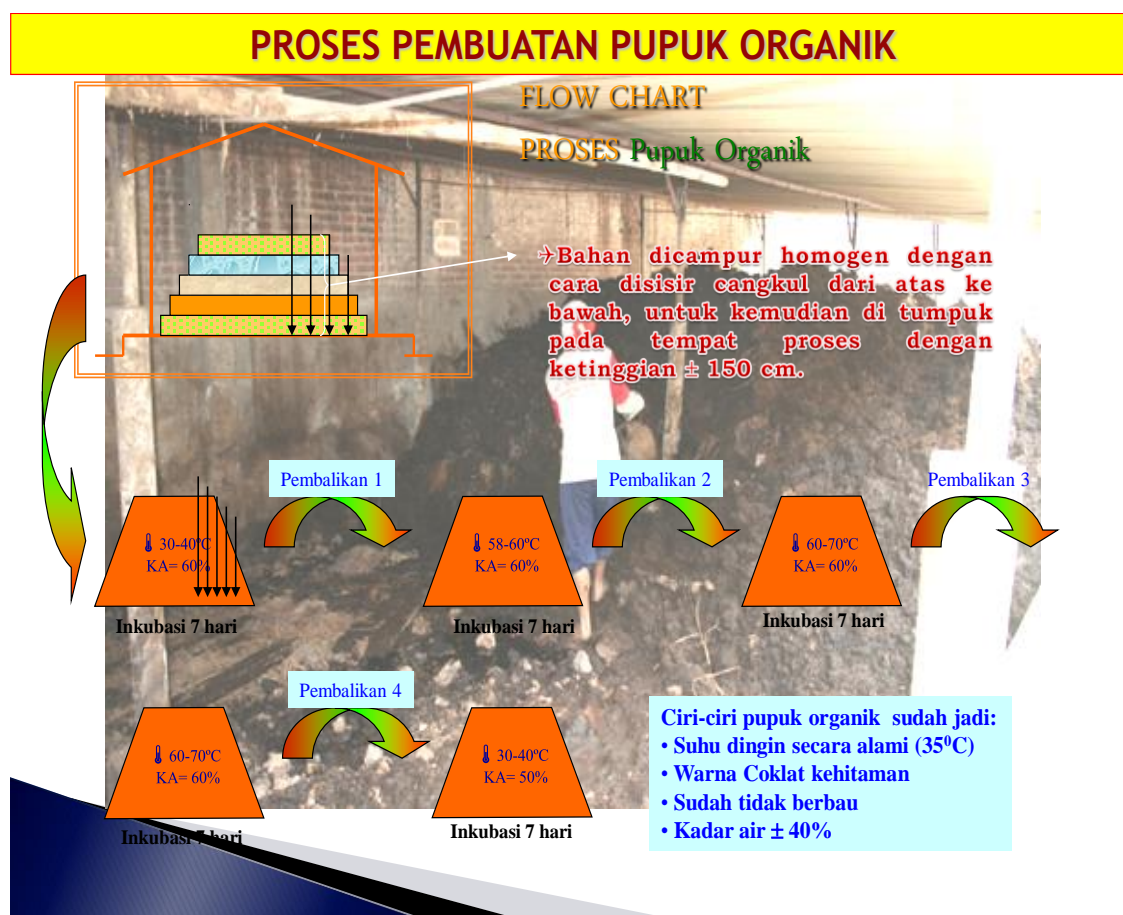 PROSES PEMBUATAN PUPUK ORGANIK
FLOW CHART
PROSES Pupuk Organik
✈Bahan dicampur homogen dengan
cara disisir cangkul dari atas ke
bawah, untuk kemudian di tumpuk
pada tempat proses dengan
ketinggian ± 150 cm.
Pembalikan 1
Pembalikan 2
Pembalikan 3
30-40ºC
KA= 60%
Inkubasi 7 hari
58-60ºC
KA= 60%
Inkubasi 7 hari
60-70ºC
KA= 60%
Inkubasi 7 hari
Pembalikan 4
60-70ºC
KA= 60%
Inkubasi 7 hari
30-40ºC
KA= 50%
Inkubasi 7 hari
Ciri-ciri pupuk organik sudah jadi:
• Suhu dingin secara alami (35⁰C)
• Warna Coklat kehitaman
• Sudah tidak berbau
• Kadar air ± 40%